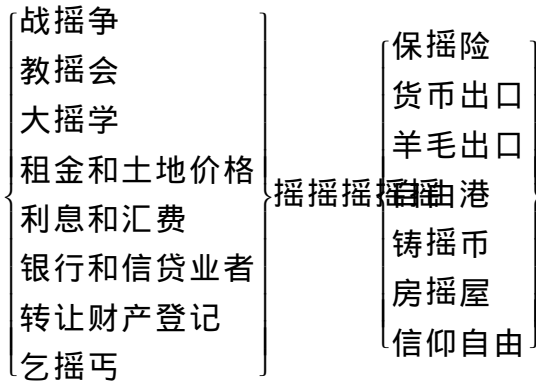 战摇争
教摇会
大摇学
租金和土地价格
利息和汇费
银行和信贷业者
转让财产登记
乞摇丐
摇摇摇摇摇
保摇险
货币出口
羊毛出口
自由港
铸摇币
房摇屋
信仰自由